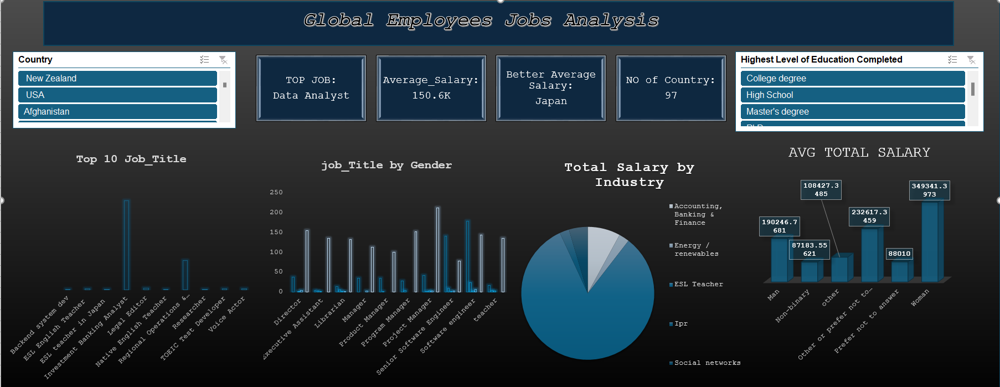 Global Employees Jobs Analysis
Country
New Zealand
USA
Afghanistan
TOP JOB:
Data Analyst
Average_Salary:
150.6K
Better Average
Salary:
Japan
NO of Country:
97
Highest Level of Education Completed
College degree
High School
Master's degree
Top 10 Job_Title
Backend system dev
ESL English Teacher
ESL teacher in Japan
Investment Banking Analyst
Legal Editor
Native English Teacher
Regional Operations &…
Researcher
TOEIC Test Developer
Voice Actor
job_Title by Gender
250
200
150
100
50
0
Director
Executive Assistant
Librarian
Manager
Product Manager
Program Manager
Project Manager
Senior Software Engineer
Software engineer
teacher
Total Salary by
Industry
Accounting,
Banking &
Finance
Energy /
renewables
ESL Teacher
Ipr
Social networks
AVG TOTAL SALARY
190246.7
681
87183.55
621
108427.3
485
232617.3
459
88010
349341.3
973
Man
Non-binary
other
Other or prefer not to…
Prefer not to answer
Woman